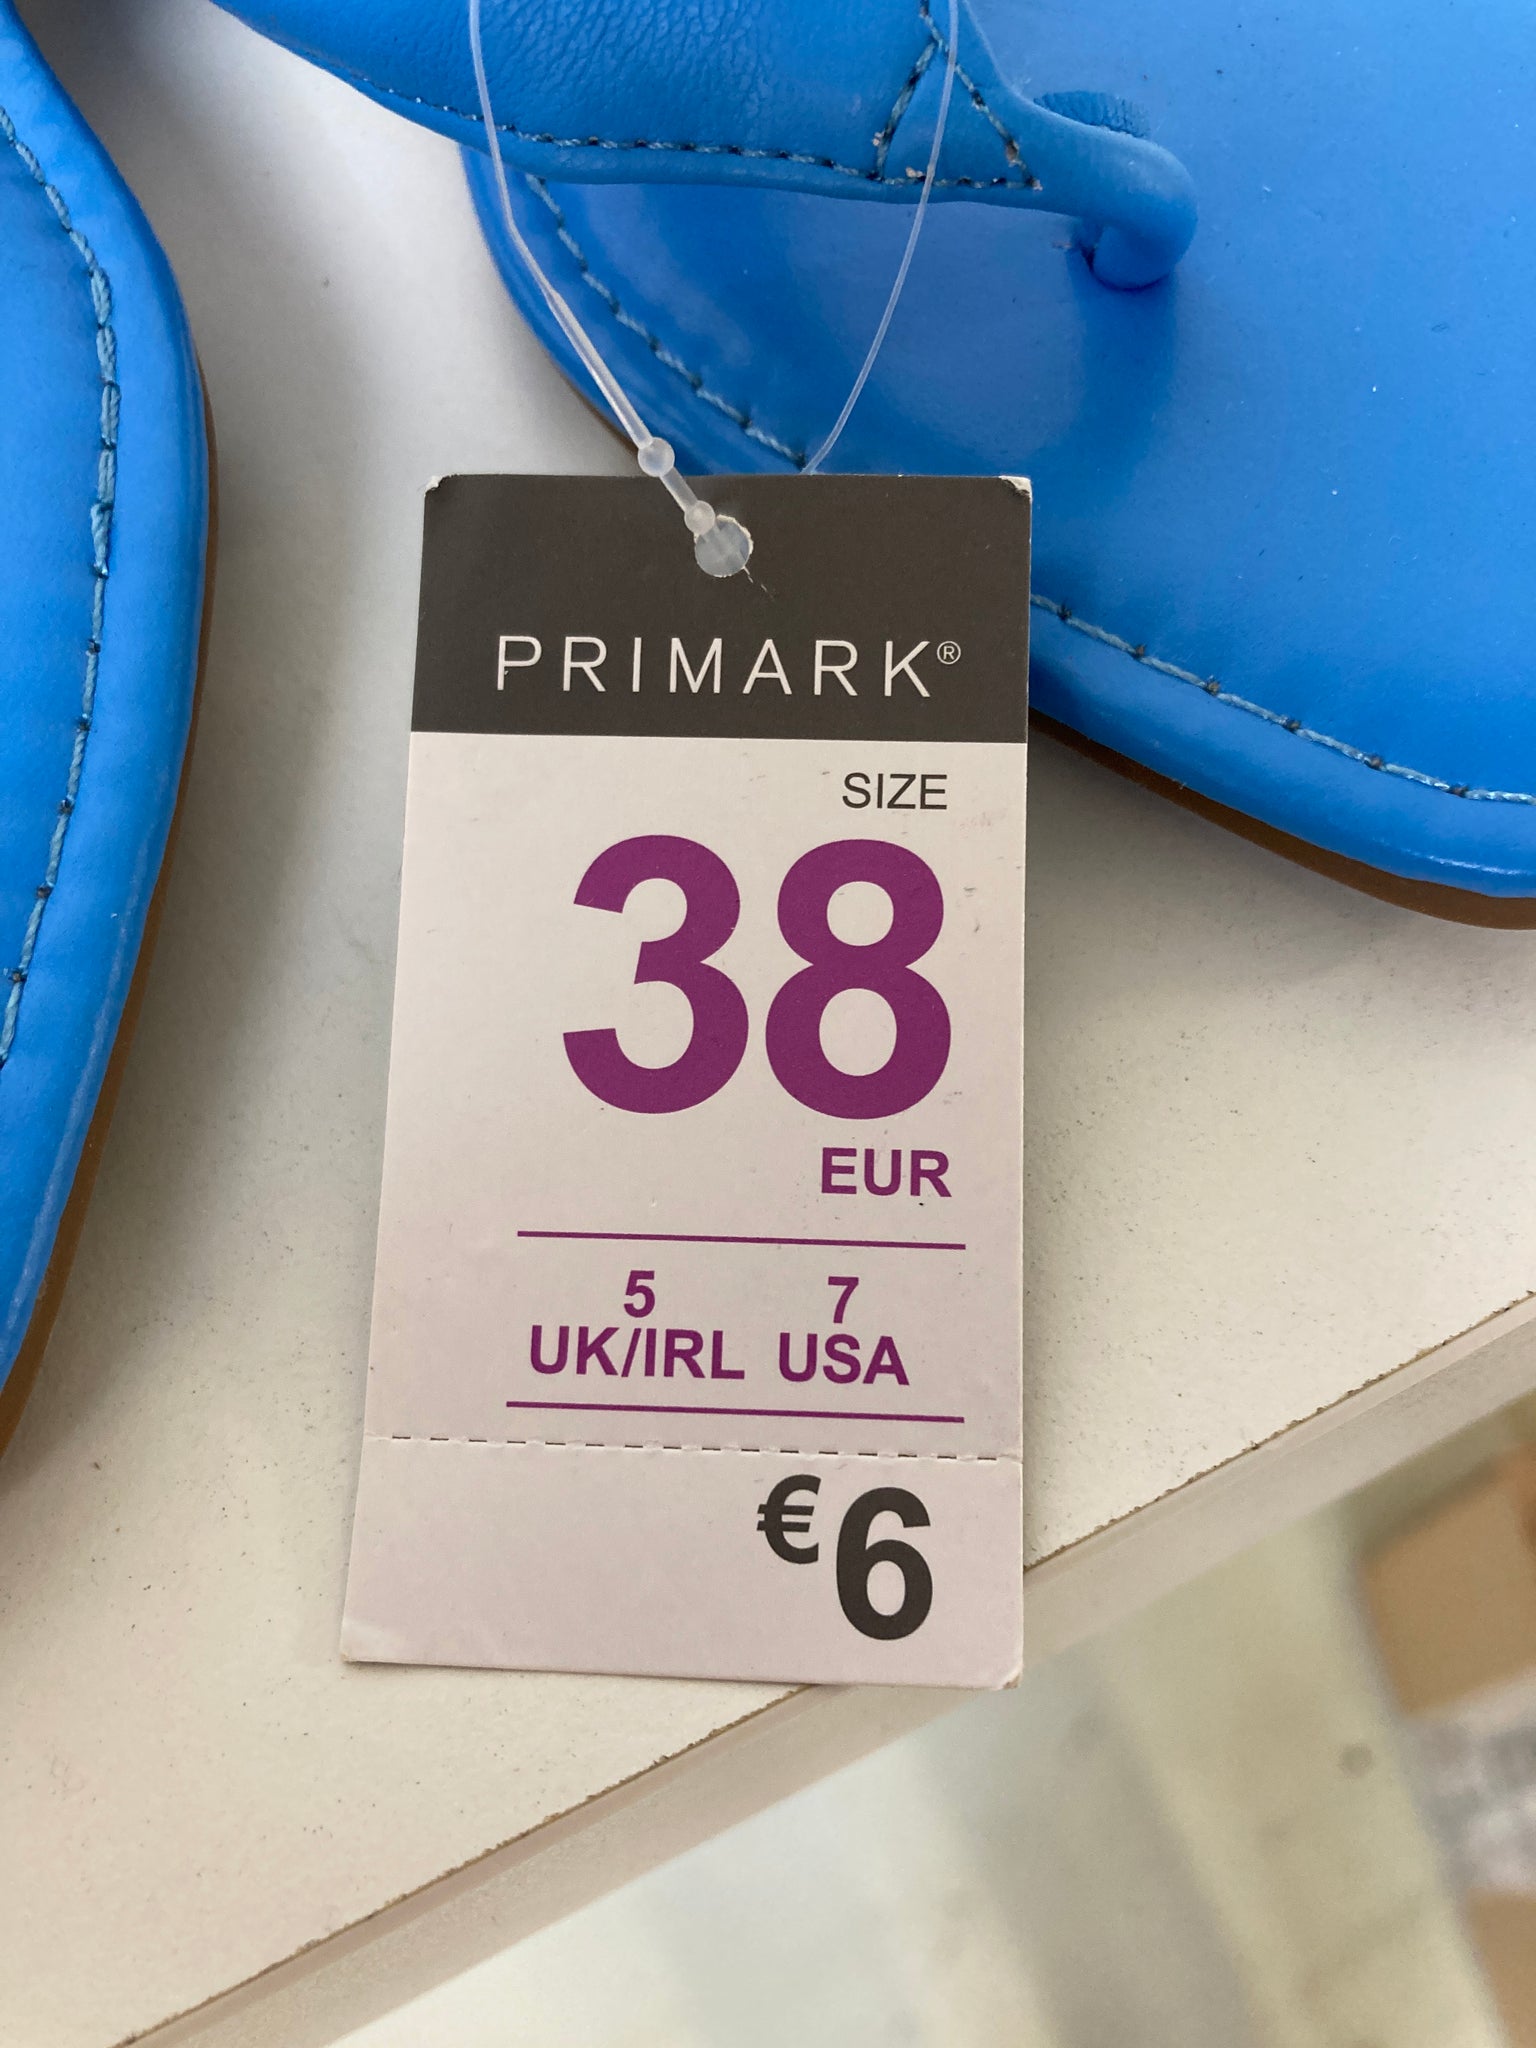 PRIMARK®
SIZE
38
EUR
5 7
UK/IRL USA
€6